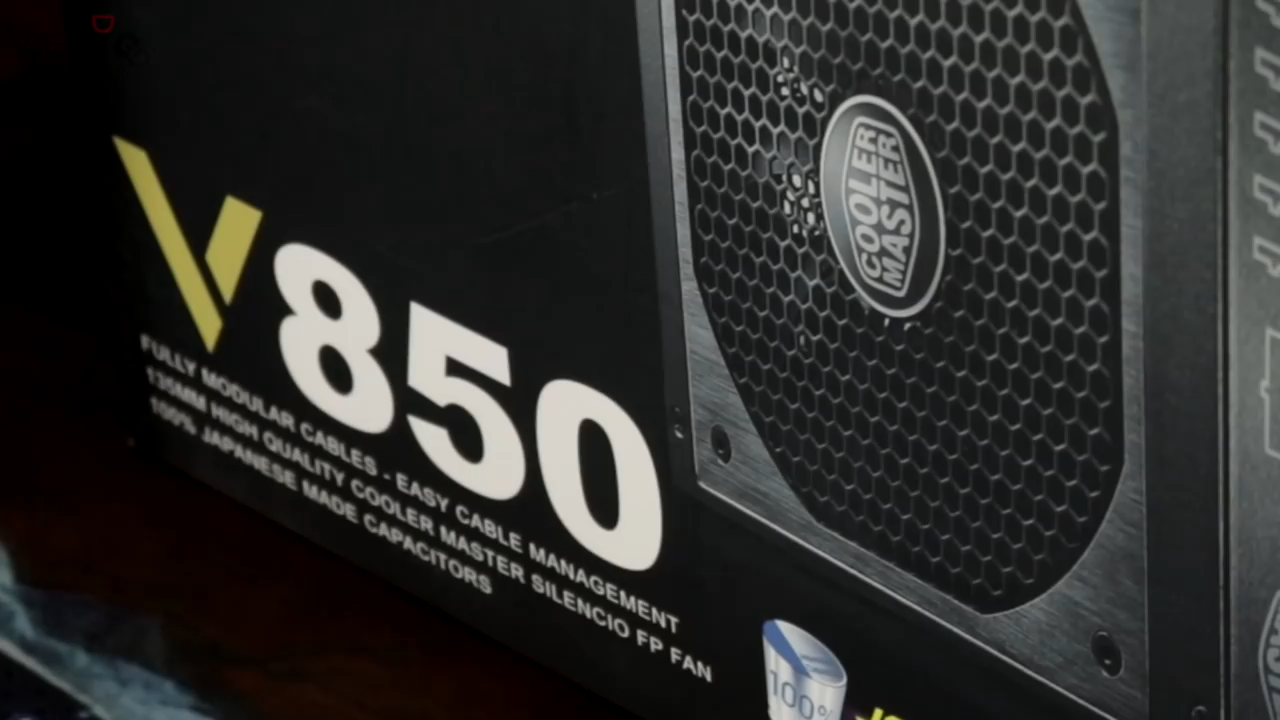 COOLER
MASTER
V850
FULLY MODULAR CABLES - EASY CABLE MANAGEMENT
135MM HIGH QUALITY COOLER MASTER SILENCIO FP FAN
100% JAPANESE MADE CAPACITORS
100%